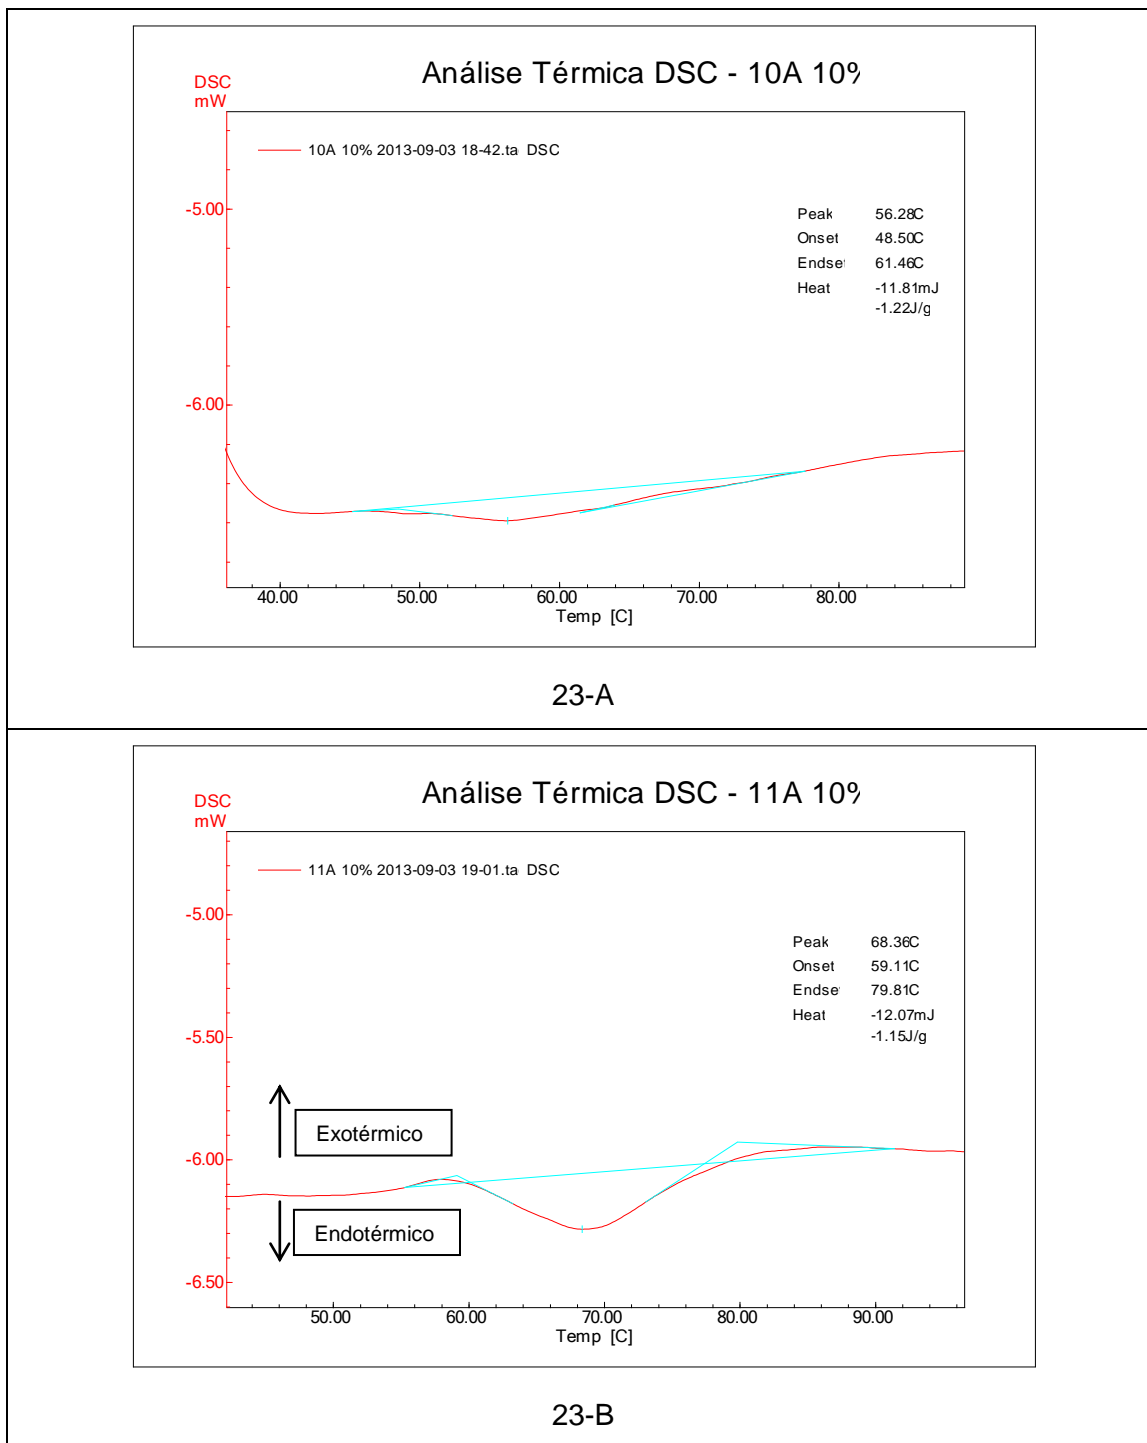 Análise Térmica DSC - 10A 10%
DSC
mW
10A 10% 2013-09-03 18-42.ta DSC
-5.00
Peak 56.28C
Onset 48.50C
Endset 61.46C
Heat -11.81mJ
-1.22J/g
-6.00
40.00 50.00 60.00 70.00 80.00
Temp [C]
23-A
Análise Térmica DSC - 11A 10%
DSC
mW
11A 10% 2013-09-03 19-01.ta DSC
-5.00
Peak 68.36C
Onset 59.11C
Endset 79.81C
Heat -12.07mJ
-1.15J/g
-5.50
Exotérmico
-6.00
Endotérmico
-6.50
50.00 60.00 70.00 80.00 90.00
Temp [C]
23-B